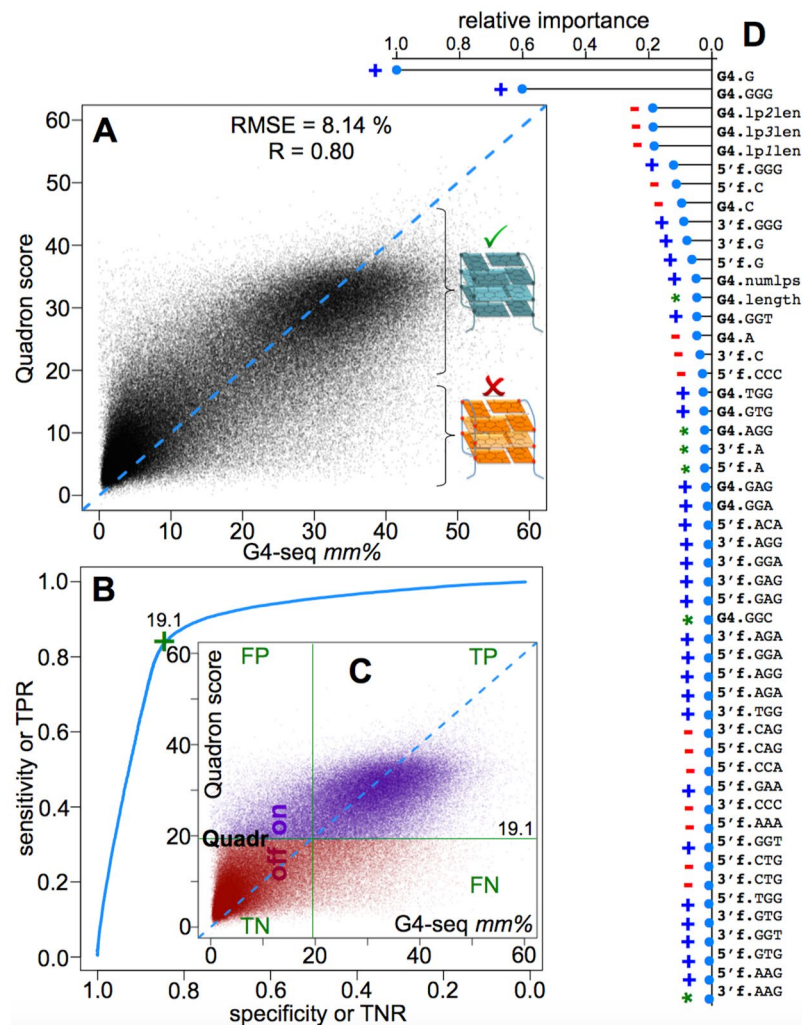 relative importance
1.0 0.8 0.6 0.4 0.2 0.0
D
+ G4.G
+ G4.GGG
- G4.lp2len
- G4.lp3len
- G4.lp1len
+ 5'f.GGG
- 5'f.C
- G4.C
+ 3'f.GGG
+ 3'f.G
+ 5'f.G
+ G4.numlps
* G4.length
+ G4.GGT
- G4.A
- 3'f.C
- 5'f.CCC
+ G4.TGG
+ G4.GTG
* G4.AGG
* 3'f.A
* 5'f.A
+ G4.GAG
+ G4.GGA
+ 5'f.ACA
+ 3'f.AGG
+ 3'f.GGA
+ 3'f.GAG
+ 5'f.GAG
* G4.GGC
+ 3'f.AGA
+ 5'f.GGA
+ 5'f.AGG
+ 5'f.AGA
+ 3'f.TGG
- 3'f.CAG
- 5'f.CAG
- 5'f.CCA
+ 5'f.GAA
- 3'f.CCC
- 5'f.AAA
+ 5'f.GGT
- 5'f.CTG
- 3'f.CTG
+ 5'f.TGG
+ 3'f.GTG
+ 3'f.GGT
+ 5'f.GTG
+ 5'f.AAG
* 3'f.AAG
A
RMSE = 8.14 %
R = 0.80
Quadron score
60
50
40
30
20
10
0
0 10 20 30 40 50 60
G4-seq mm%
B
19.1
sensitivity or TPR
1.0
0.8
0.6
0.4
0.2
0.0
1.0 0.8 0.6 0.4 0.2 0.0
specificity or TNR
C
FP TP
Quadron score
60
40
20
0
Quadr
on
off
19.1
FN
TN
G4-seq mm%
0 20 40 60